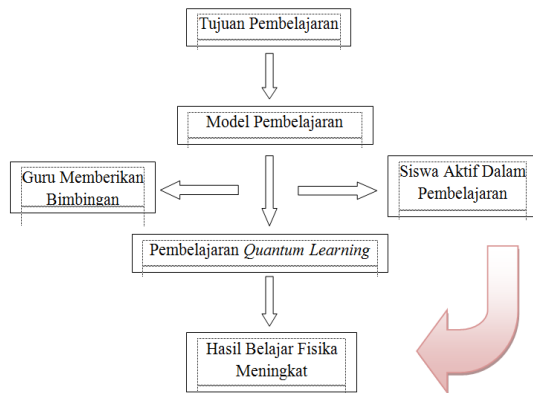 Tujuan Pembelajaran
Model Pembelajaran
Guru Memberikan
Bimbingan
Siswa Aktif Dalam
Pembelajaran
Pembelajaran Quantum Learning
Hasil Belajar Fisika
Meningkat